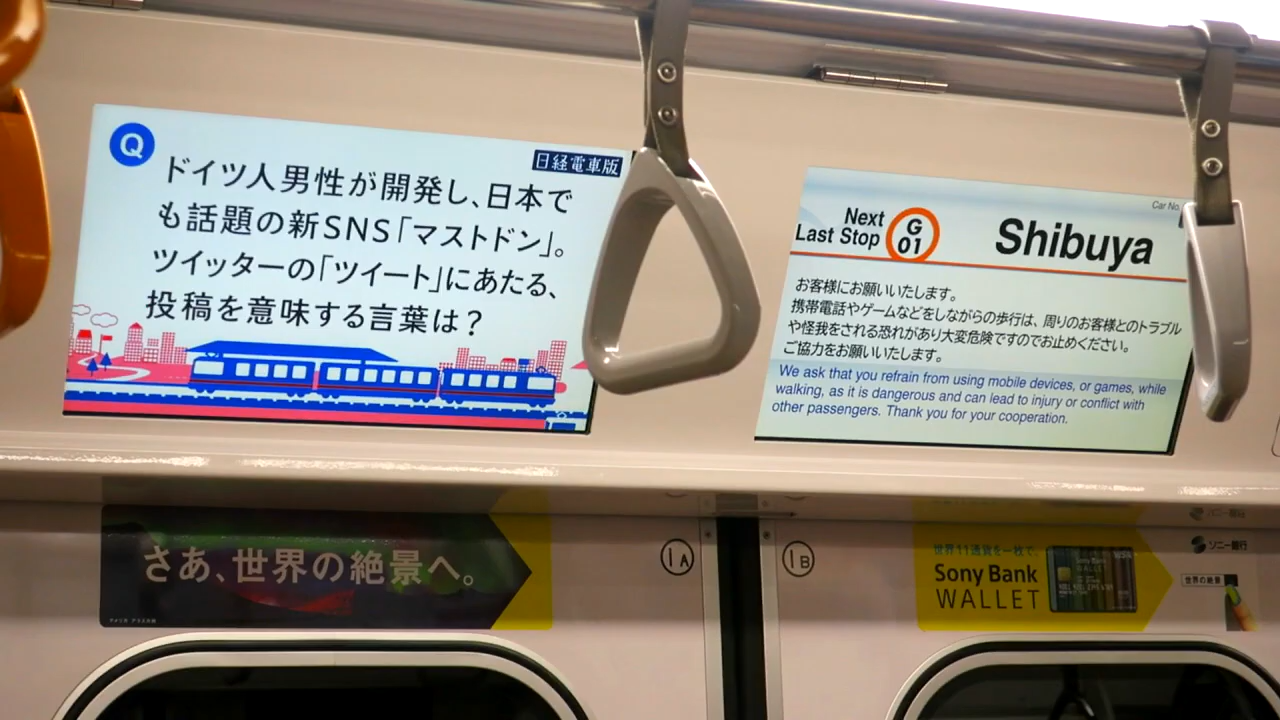 Q
日経電車版
ドイツ人男性が開発し、日本で
も話題の新SNS「マストドン」。
ツイッターの「ツイート」にあたる、
投稿を意味する言葉は？
Car No.
Next
Last Stop
G
01
Shibuya
お客様にお願いいたします。
携帯電話やゲームなどをしながらの歩行は、周りのお客様とのトラブル
や怪我をされる恐れがあり大変危険ですのでお止めください。
ご協力をお願いいたします。
We ask that you refrain from using mobile devices, or games, while
walking, as it is dangerous and can lead to injury or conflict with
other passengers. Thank you for your cooperation.
さあ、世界の絶景へ。
1A
1B
世界11通貨を一枚で。
Sony Bank
WALLET
VISA
ソニー銀行
世界の絶景